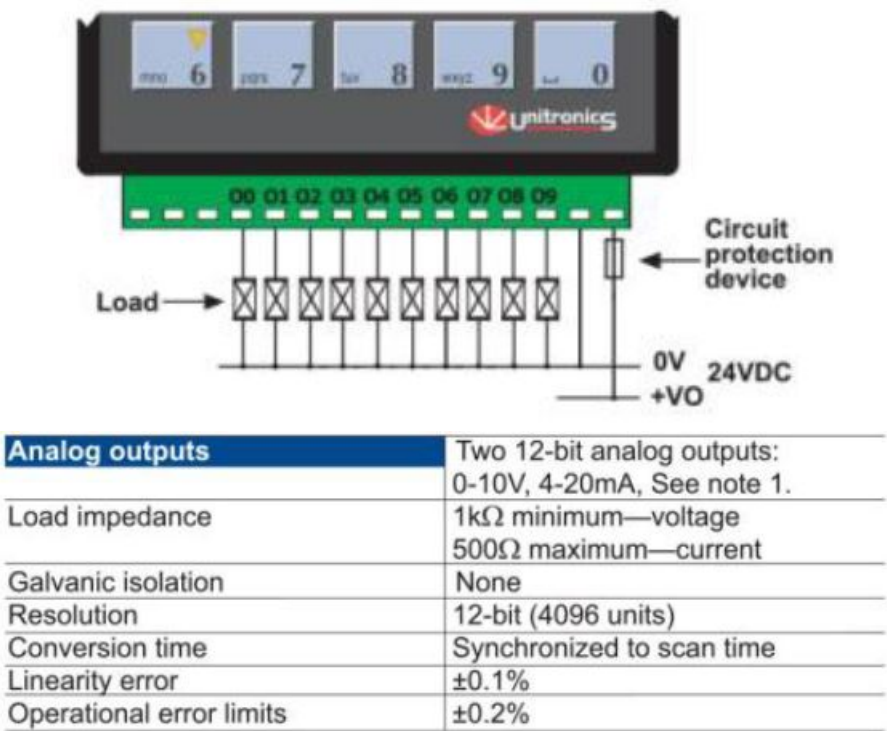 mno 6 pqrs 7 tuv 8 wxyz 9 0
Unitronics
O0 O1 O2 O3 O4 O5 O6 O7 O8 O9
Circuit
protection
device
Load
0V
24VDC
+VO
Analog outputs Two 12-bit analog outputs:
0-10V, 4-20mA, See note 1.
Load impedance 1kΩ minimum—voltage
500Ω maximum—current
Galvanic isolation None
Resolution 12-bit (4096 units)
Conversion time Synchronized to scan time
Linearity error ±0.1%
Operational error limits ±0.2%